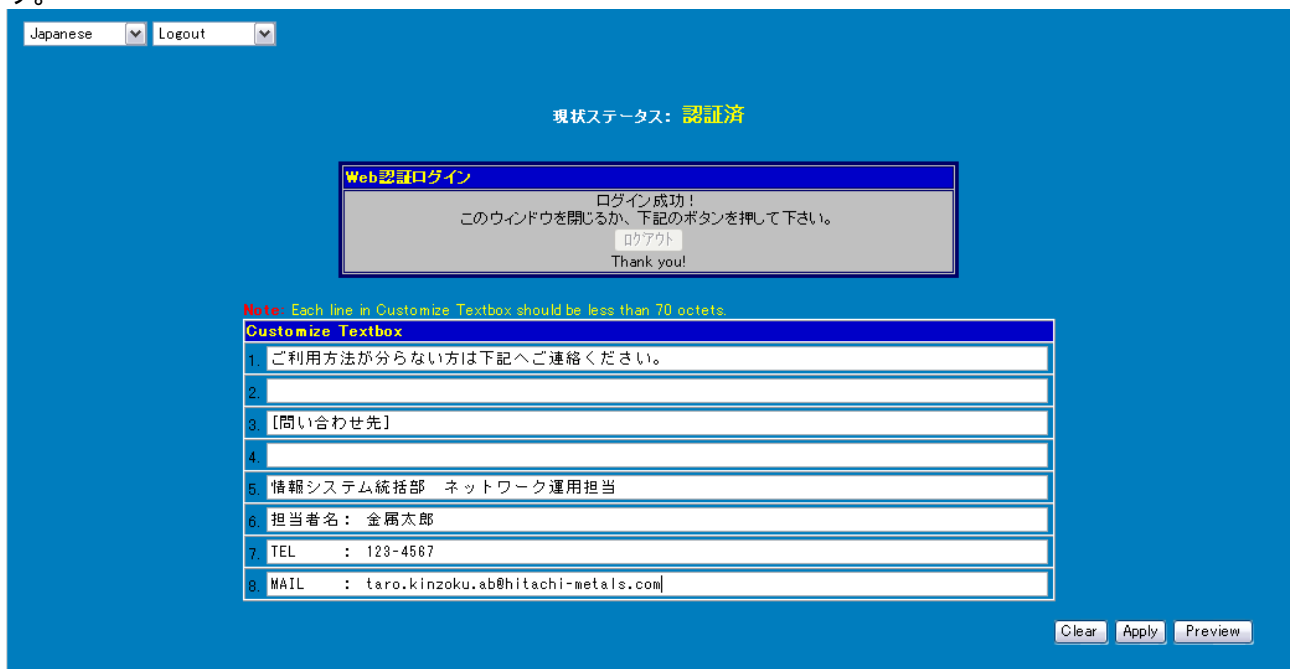 す。
Japanese Logout
現状ステータス: 認証済
Web認証ログイン
ログイン成功！
このウィンドウを閉じるか、下記のボタンを押して下さい。
ログアウト
Thank you!
Note: Each line in Customize Textbox should be less than 70 octets.
Customize Textbox
1. ご利用方法が分らない方は下記へご連絡ください。
2.
3. [問い合わせ先]
4.
5. 情報システム統括部　ネットワーク運用担当
6. 担当者名： 金属太郎
7. TEL ： 123-4567
8. MAIL ： taro.kinzoku.ab@hitachi-metals.com
Clear Apply Preview